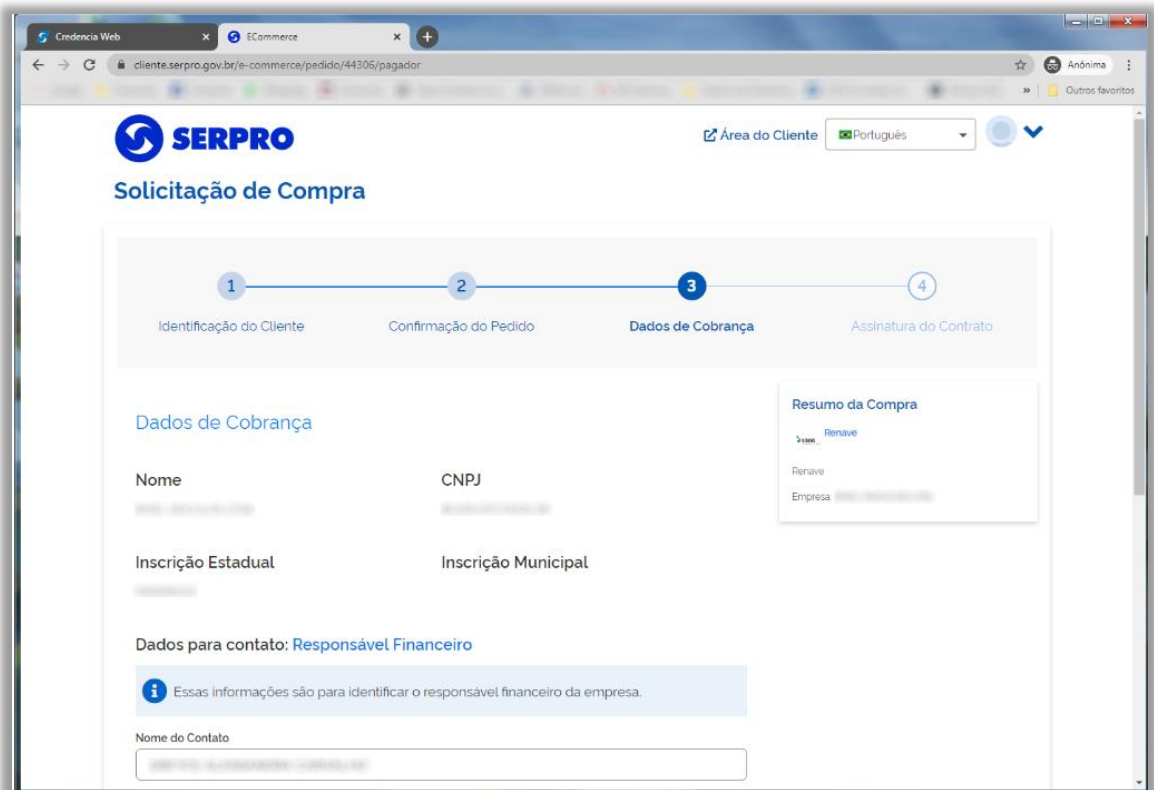 Credencia Web
ECommerce
cliente.serpro.gov.br/e-commerce/pedido/44306/pagador
Anônima
Outros favoritos
SERPRO
Área do Cliente
Português
Solicitação de Compra
1
2
3
4
Identificação do Cliente
Confirmação do Pedido
Dados de Cobrança
Assinatura do Contrato
Resumo da Compra
Renave
Renave
Empresa
Dados de Cobrança
Nome
CNPJ
Inscrição Estadual
Inscrição Municipal
Dados para contato: Responsável Financeiro
Essas informações são para identificar o responsável financeiro da empresa.
Nome do Contato